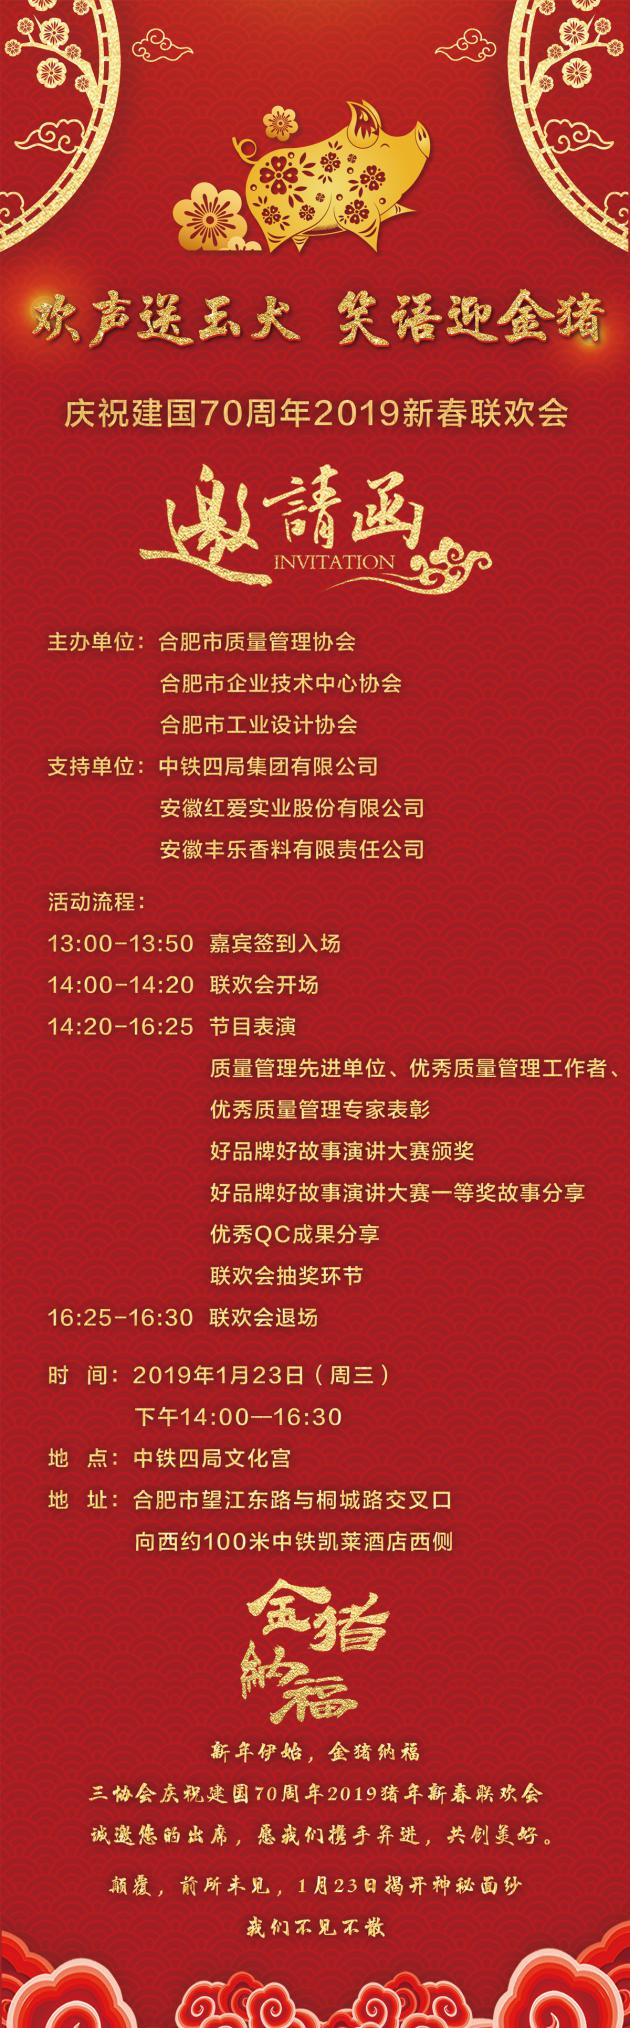 欢声送玉犬 笑语迎金猪
庆祝建国70周年2019新春联欢会
邀請函
INVITATION
主办单位：合肥市质量管理协会
合肥市企业技术中心协会
合肥市工业设计协会
支持单位：中铁四局集团有限公司
安徽红爱实业股份有限公司
安徽丰乐香料有限责任公司
活动流程：
13:00-13:50 嘉宾签到入场
14:00-14:20 联欢会开场
14:20-16:25 节目表演
质量管理先进单位、优秀质量管理工作者、
优秀质量管理专家表彰
好品牌好故事演讲大赛颁奖
好品牌好故事演讲大赛一等奖故事分享
优秀QC成果分享
联欢会抽奖环节
16:25-16:30 联欢会退场
时 间：2019年1月23日（周三）
下午14:00—16:30
地 点：中铁四局文化宫
地 址：合肥市望江东路与桐城路交叉口
向西约100米中铁凯莱酒店西侧
金猪
納福
新年伊始，金猪纳福
三协会庆祝建国70周年2019猪年新春联欢会
诚邀您的出席，愿我们携手并进，共创美好。
颠覆，前所未见，1月23日揭开神秘面纱
我们不见不散